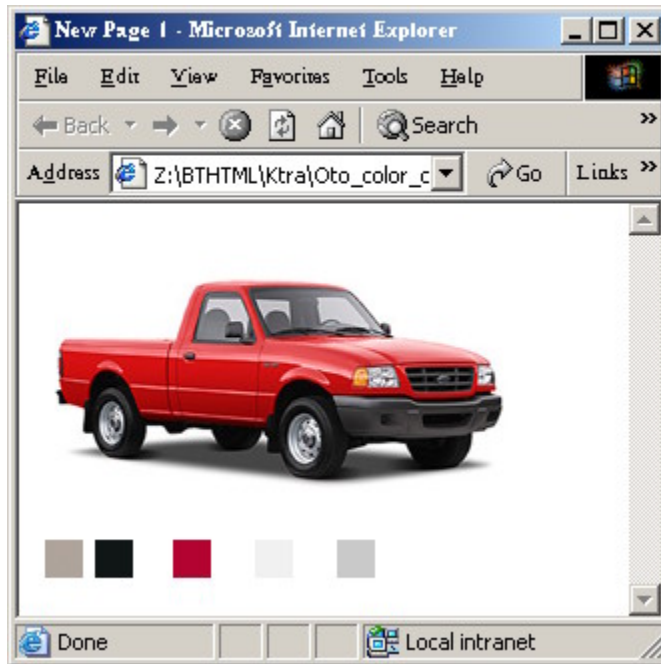 New Page 1 - Microsoft Internet Explorer
File Edit View Favorites Tools Help
Back Search »
Address Z:\BTHTML\Ktra\Oto_color_c Go Links »
Done Local intranet